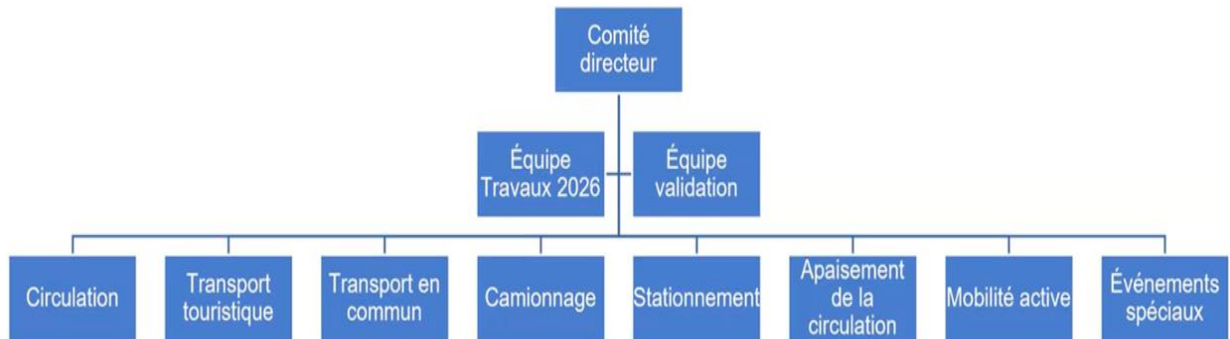 Comité
directeur
Équipe
Travaux 2026
Équipe
validation
Circulation
Transport
touristique
Transport en
commun
Camionnage
Stationnement
Apaisement
de la
circulation
Mobilité active
Événements
spéciaux